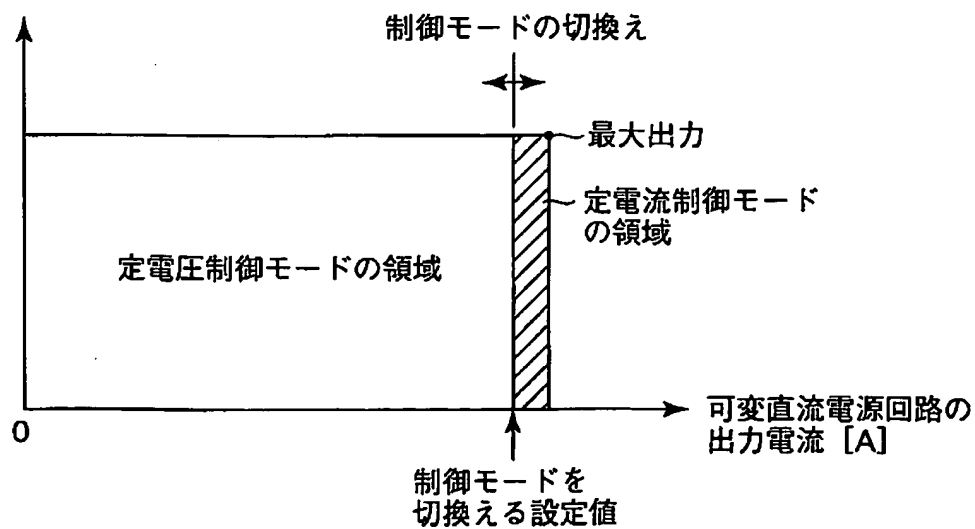 制御モードの切換え
最大出力
定電流制御モード
の領域
定電圧制御モードの領域
0
可変直流電源回路の
出力電流 [A]
制御モードを
切換える設定値